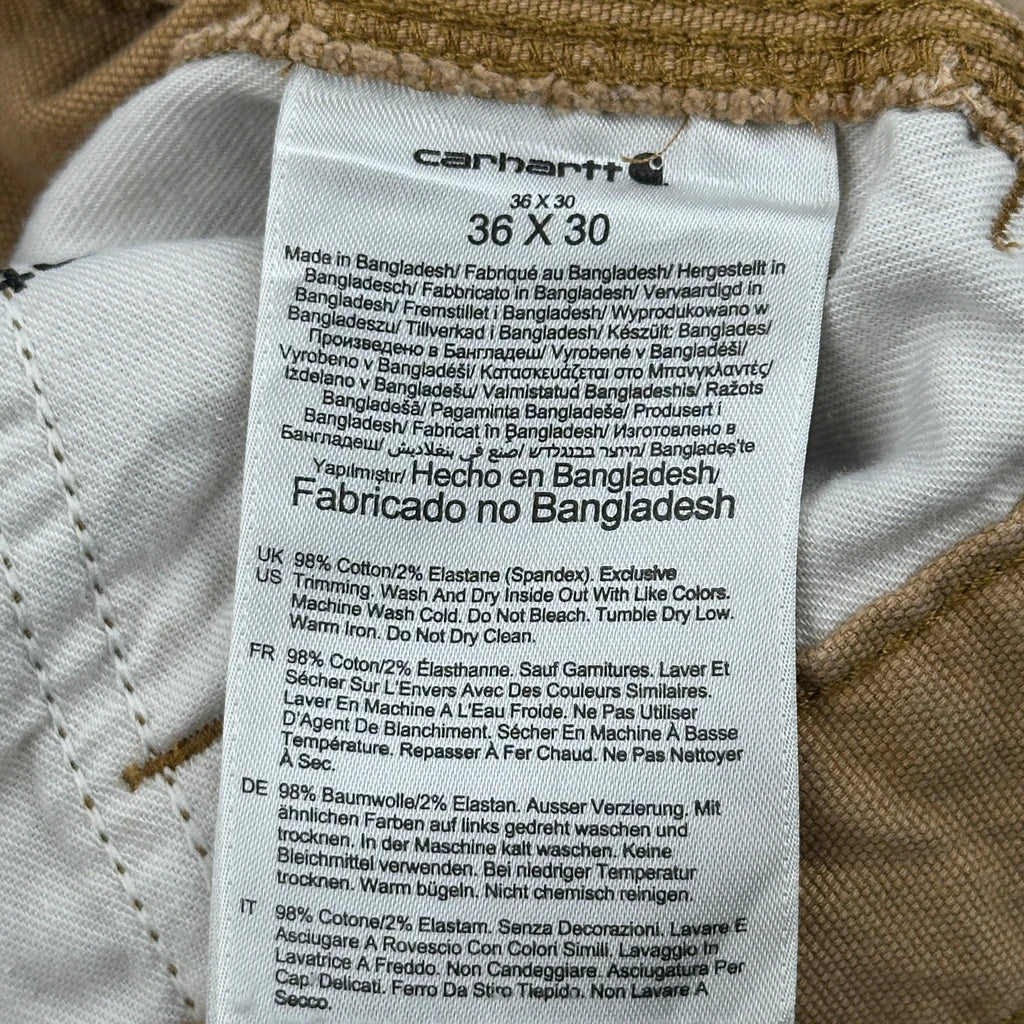 carhartt
36 X 30
36 X 30
Made in Bangladesh/ Fabriqué au Bangladesh/ Hergestellt in
Bangladesch/ Fabbricato in Bangladesh/ Vervaardigd in
Bangladesh/ Fremstillet i Bangladesh/ Wyprodukowano w
Bangladeszu/ Tillverkad i Bangladesh/ Készült: Banglades/
Произведено в Бангладеш/ Vyrobené v Bangladéši/
Vyrobeno v Bangladéši/ Κατασκευάζεται στο Μπανγκλαντές/
Izdelano v Bangladešu/ Valmistatud Bangladeshis/ Ražots
Bangladešā/ Pagaminta Bangladeše/ Produsert i
Bangladesh/ Fabricat în Bangladesh/ Изготовлено в
Бангладеш/ صنع في بنغلاديش/ מיוצר בבנגלדש/ Bangladeş'te
Yapılmıştır/ Hecho en Bangladesh/
Fabricado no Bangladesh
UK 98% Cotton/2% Elastane (Spandex). Exclusive
US Trimming. Wash And Dry Inside Out With Like Colors.
Machine Wash Cold. Do Not Bleach. Tumble Dry Low.
Warm Iron. Do Not Dry Clean.
FR 98% Coton/2% Élasthanne. Sauf Garnitures. Laver Et
Sécher Sur L'Envers Avec Des Couleurs Similaires.
Laver En Machine A L'Eau Froide. Ne Pas Utiliser
D'Agent De Blanchiment. Sécher En Machine À Basse
Température. Repasser À Fer Chaud. Ne Pas Nettoyer
À Sec.
DE 98% Baumwolle/2% Elastan. Ausser Verzierung. Mit
ähnlichen Farben auf links gedreht waschen und
trocknen. In der Maschine kalt waschen. Keine
Bleichmittel verwenden. Bei niedriger Temperatur
trocknen. Warm bügeln. Nicht chemisch reinigen.
IT 98% Cotone/2% Elastam. Senza Decorazioni. Lavare E
Asciugare A Rovescio Con Colori Simili. Lavaggio In
Lavatrice A Freddo. Non Candeggiare. Asciugatura Per
Cap. Delicati. Ferro Da Stiro Tiepido. Non Lavare A
Secco.